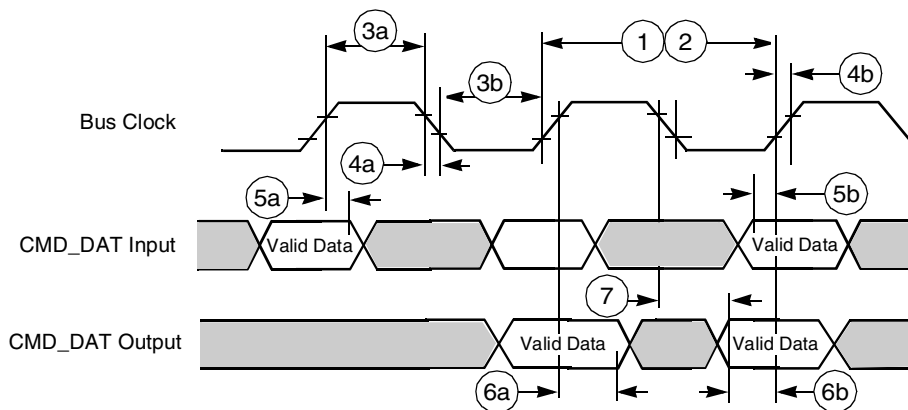 3a
1 2
3b
4b
Bus Clock
4a
5a
5b
CMD_DAT Input
Valid Data
Valid Data
7
CMD_DAT Output
Valid Data
Valid Data
6a
6b